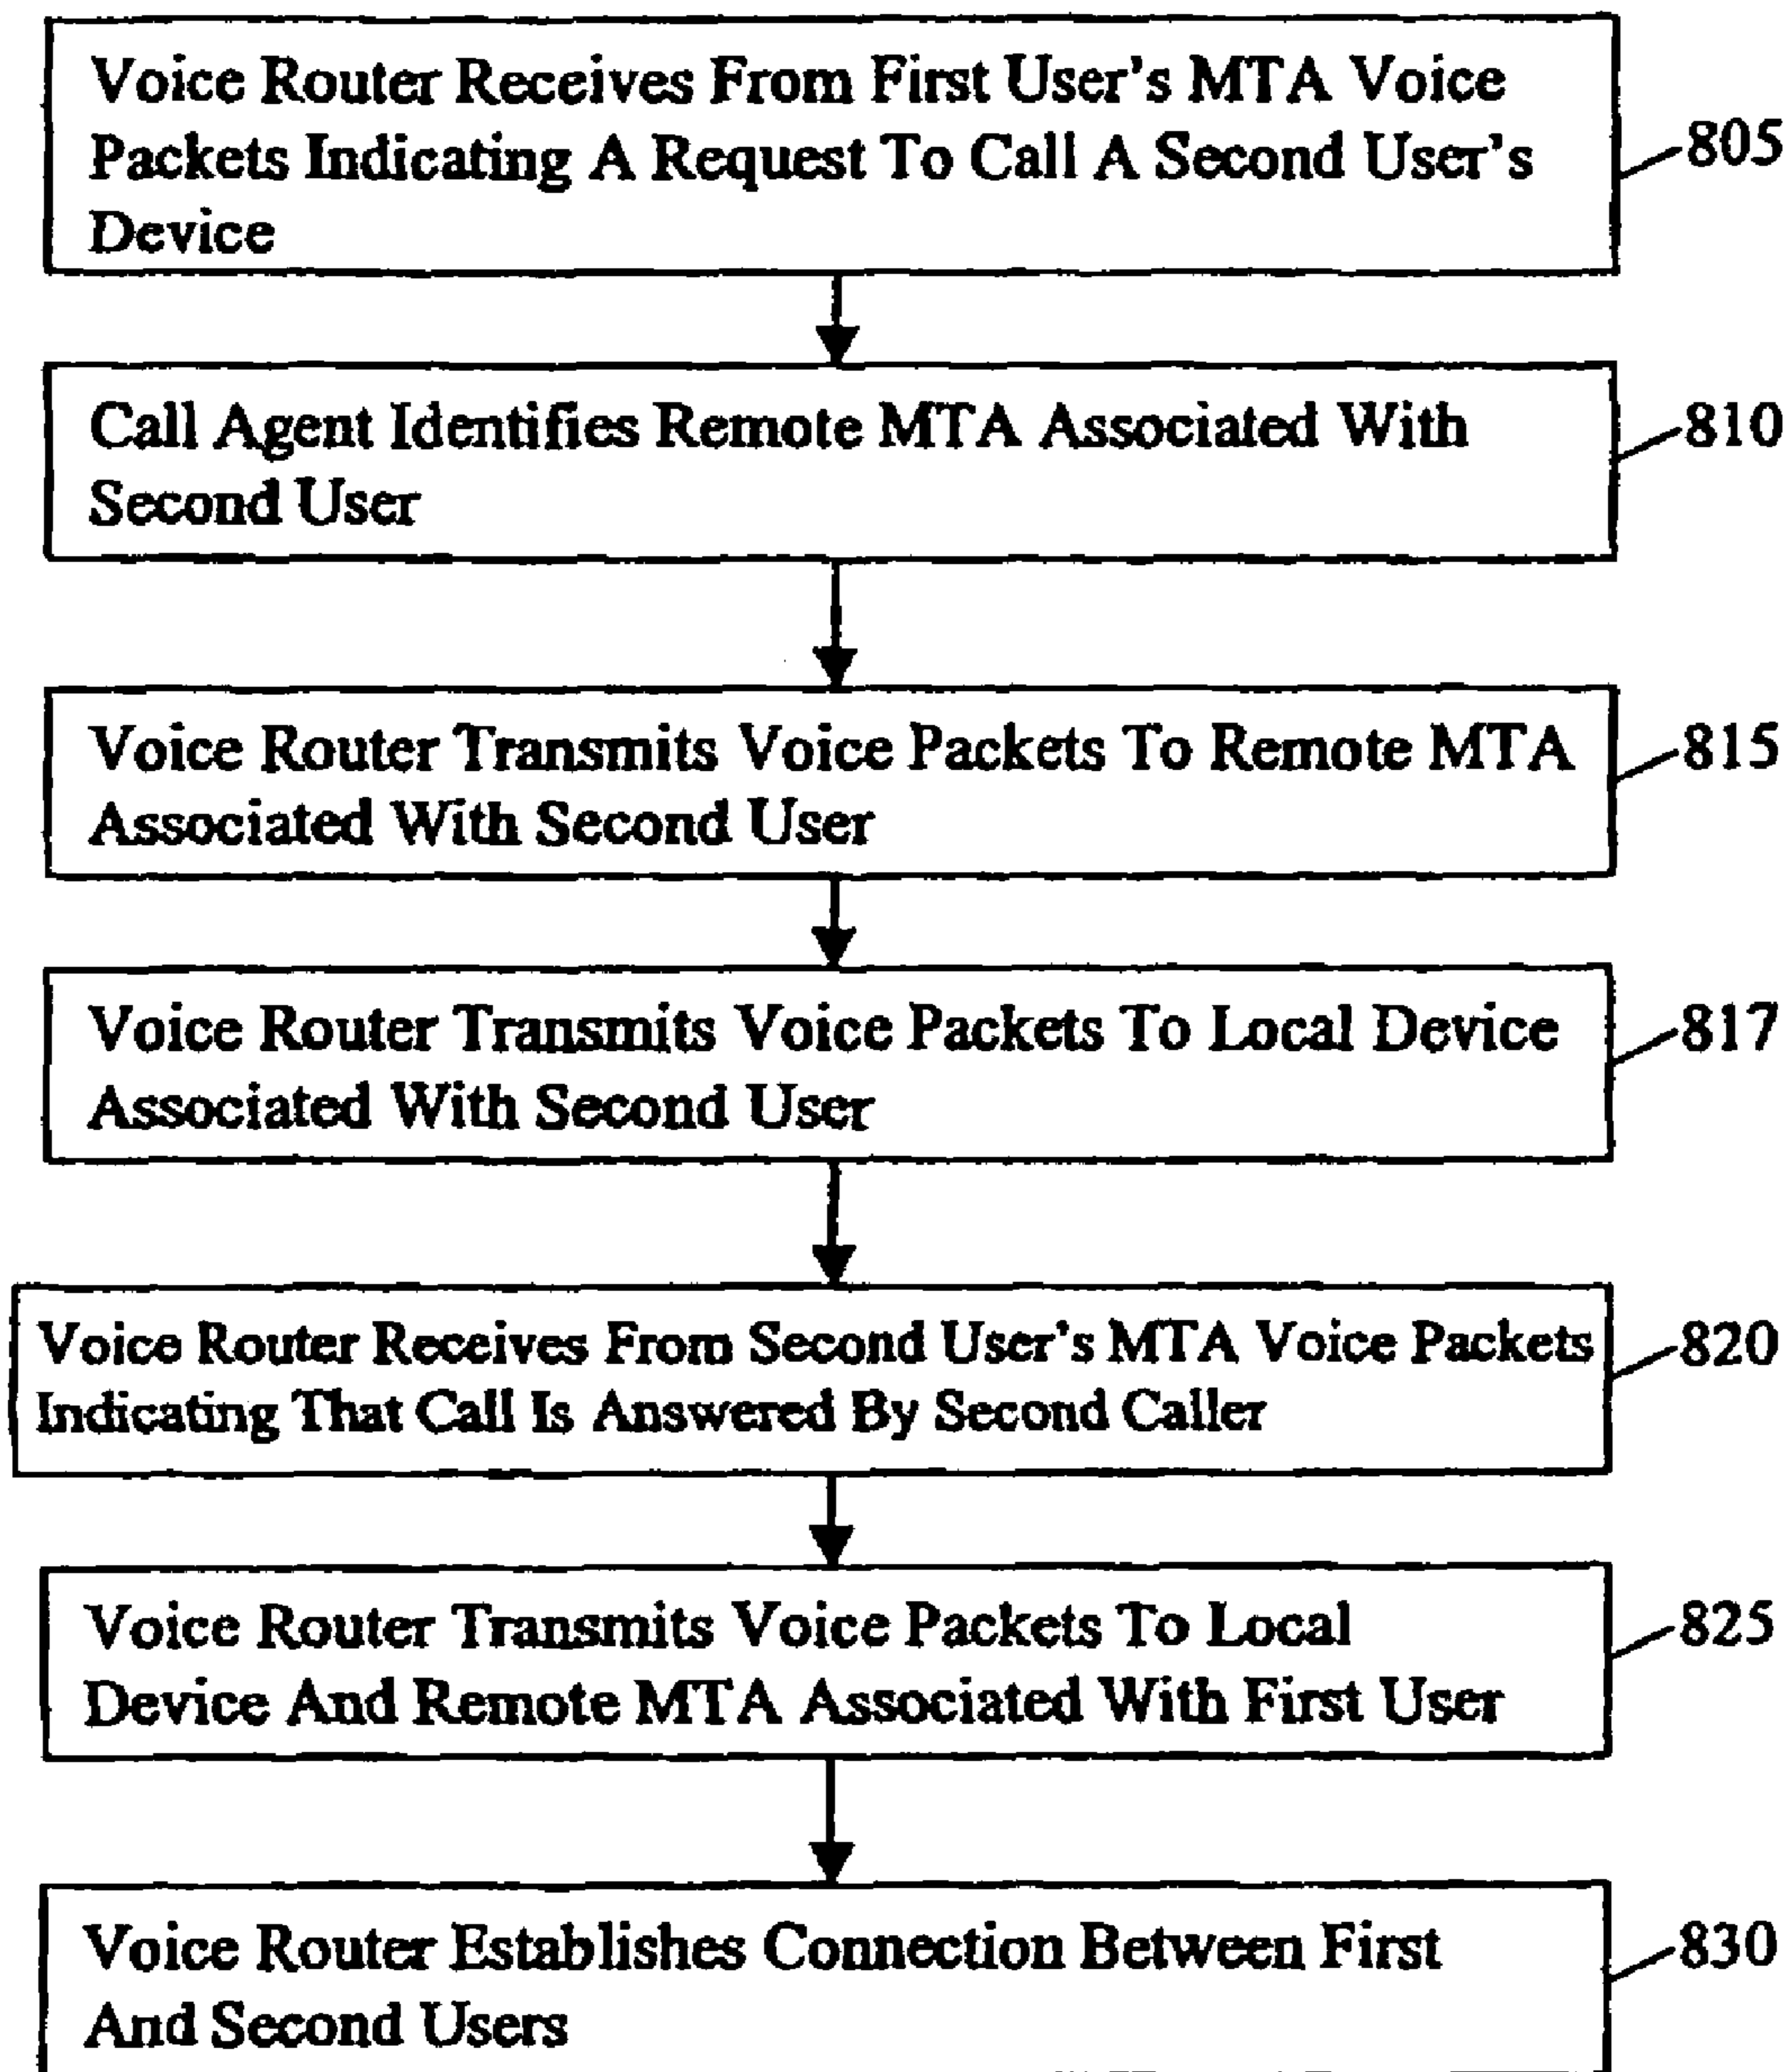 Voice Router Receives From First User's MTA Voice
Packets Indicating A Request To Call A Second User's
Device
805
Call Agent Identifies Remote MTA Associated With
Second User
810
Voice Router Transmits Voice Packets To Remote MTA
Associated With Second User
815
Voice Router Transmits Voice Packets To Local Device
Associated With Second User
817
Voice Router Receives From Second User's MTA Voice Packets
Indicating That Call Is Answered By Second Caller
820
Voice Router Transmits Voice Packets To Local
Device And Remote MTA Associated With First User
825
Voice Router Establishes Connection Between First
And Second Users
830